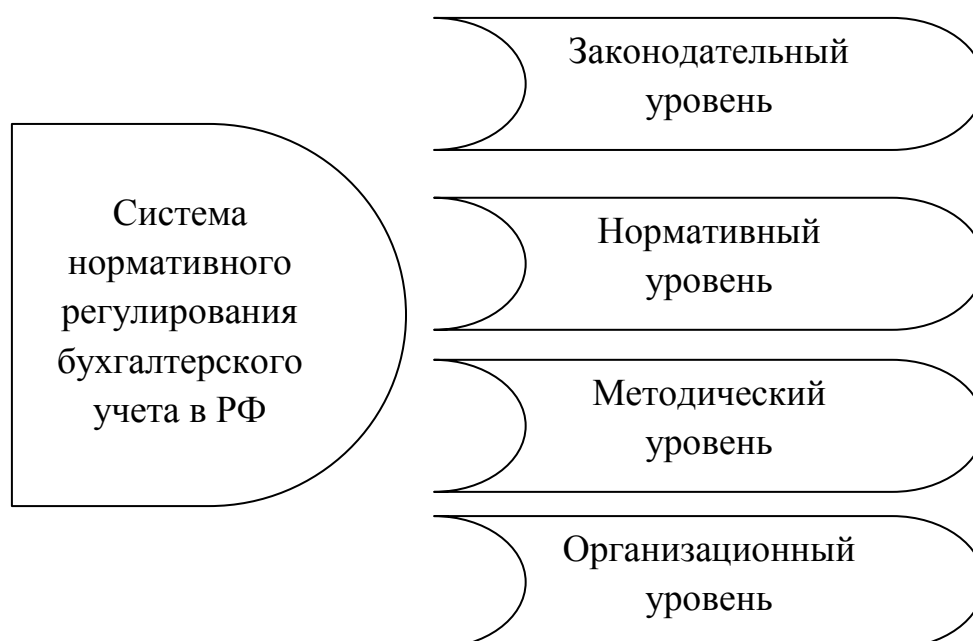 Система
нормативного
регулирования
бухгалтерского
учета в РФ
Законодательный
уровень
Нормативный
уровень
Методический
уровень
Организационный
уровень